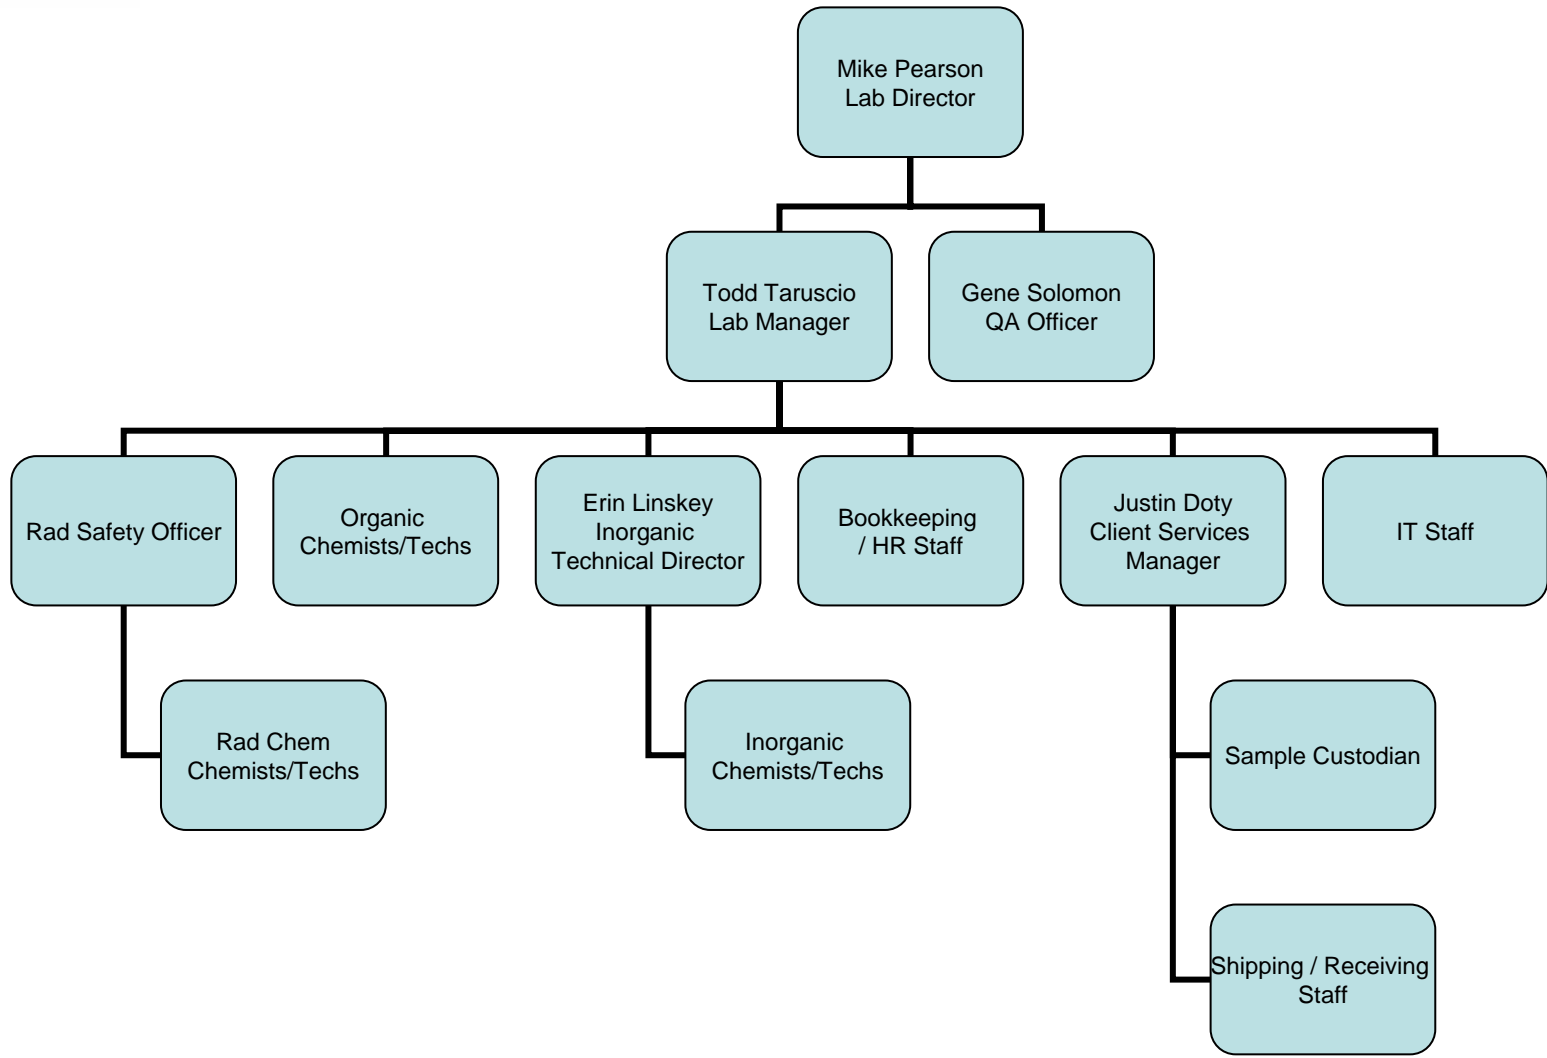 Mike Pearson
Lab Director
Todd Taruscio
Lab Manager
Gene Solomon
QA Officer
Rad Safety Officer
Organic
Chemists/Techs
Erin Linskey
Inorganic
Technical Director
Bookkeeping
/ HR Staff
Justin Doty
Client Services
Manager
IT Staff
Rad Chem
Chemists/Techs
Inorganic
Chemists/Techs
Sample Custodian
Shipping / Receiving
Staff